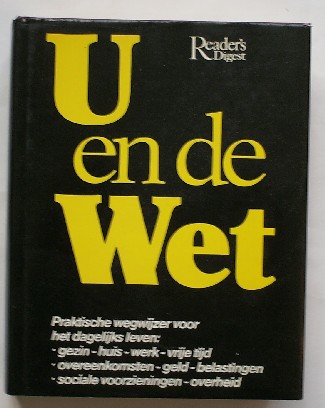 U
Reader's
Digest
en de
Wet
Praktische wegwijzer voor
het dagelijks leven:
- gezin - huis - werk - vrije tijd
- overeenkomsten - geld - belastingen
- sociale voorzieningen - overheid